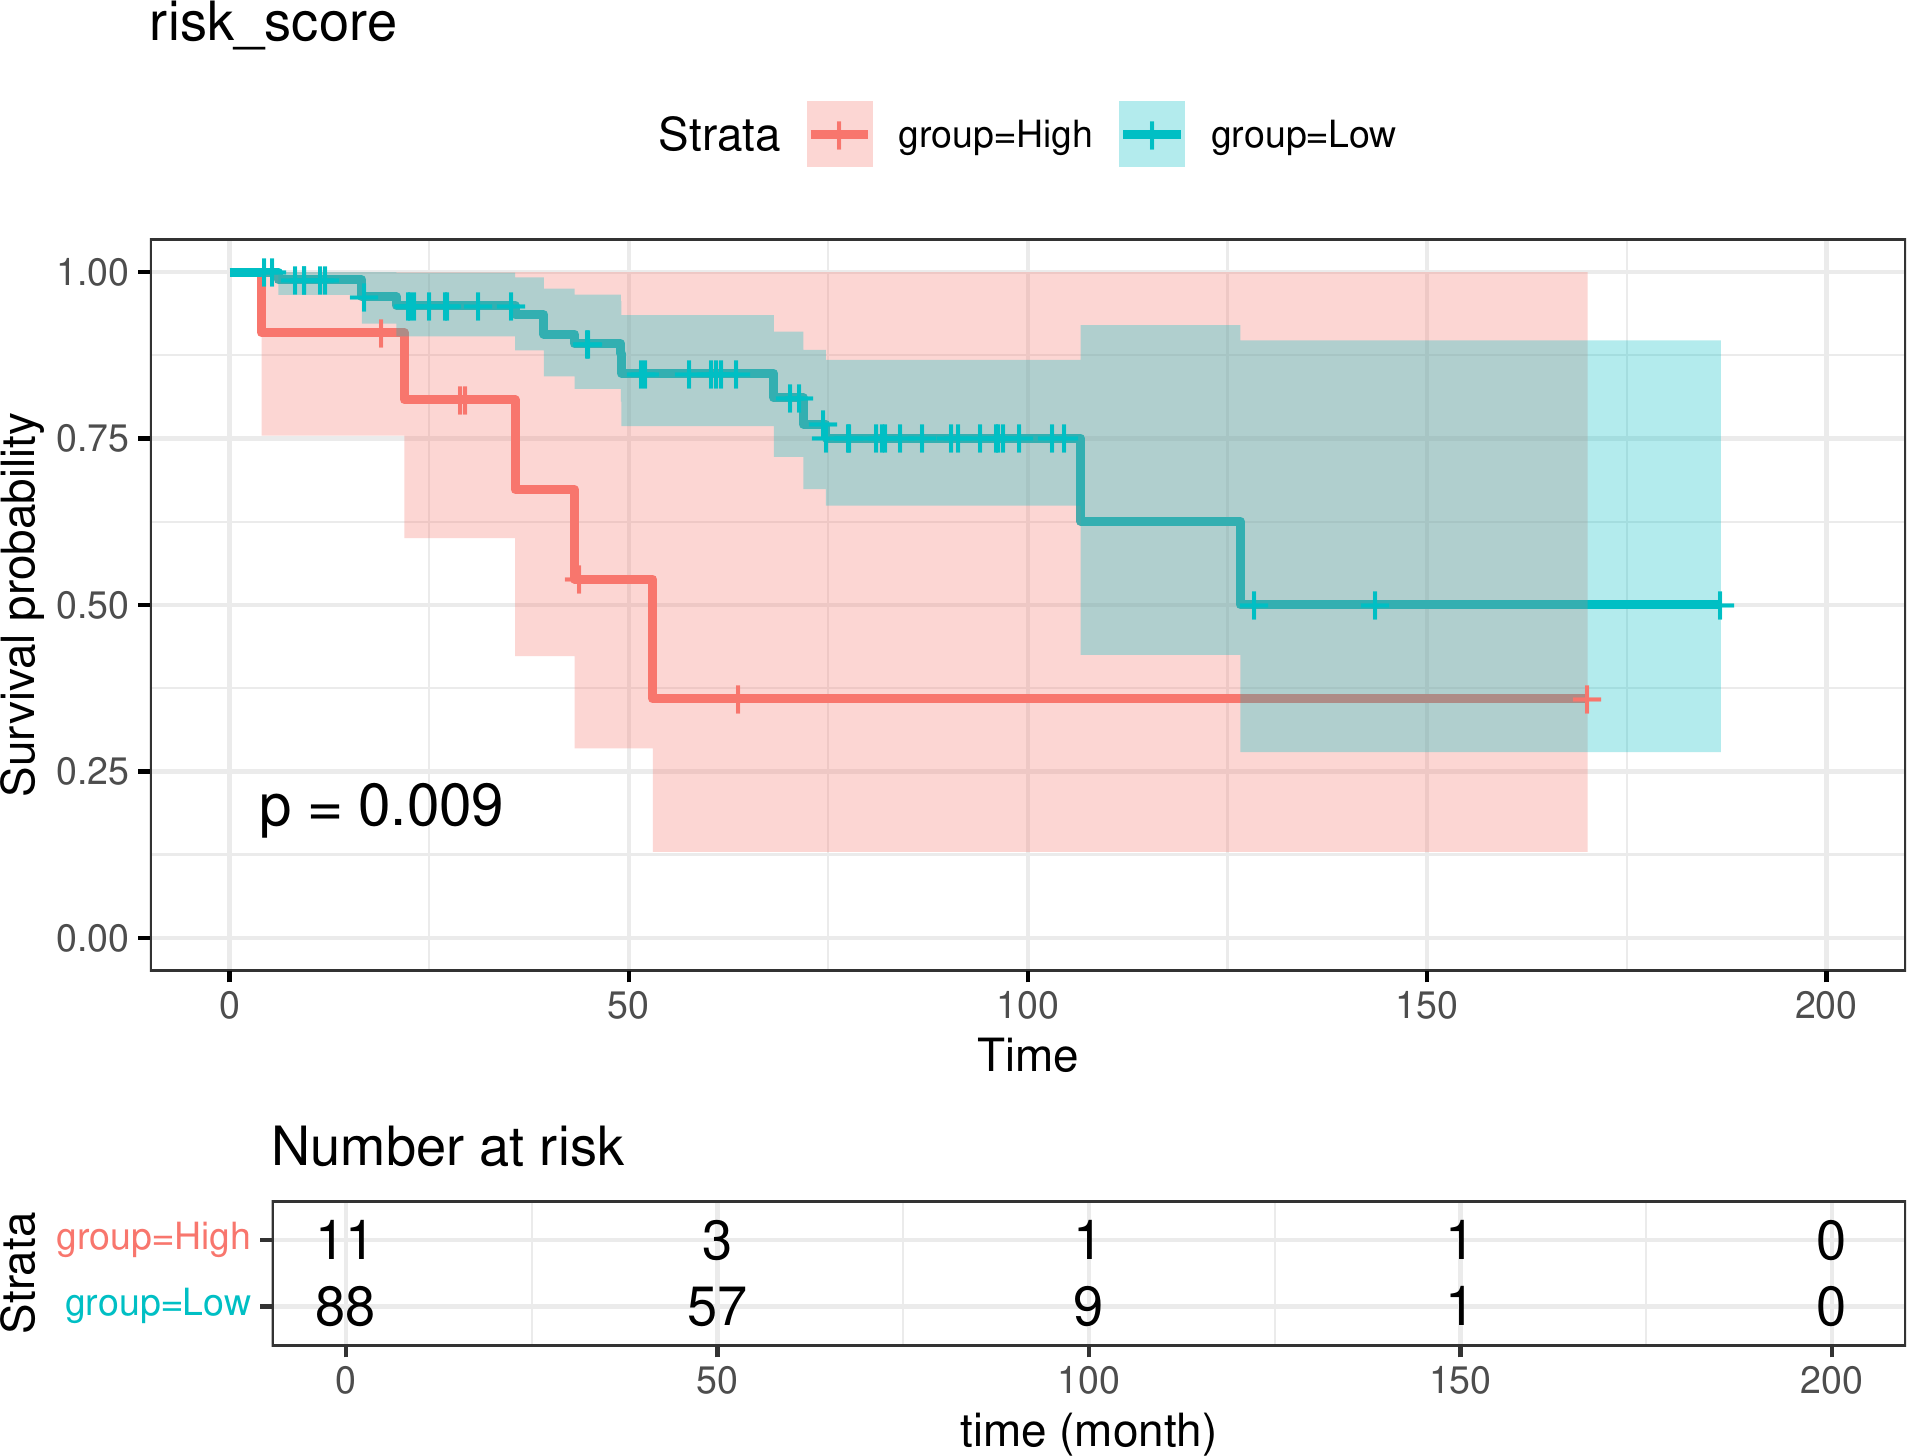 risk_score
Strata group=High group=Low
Survival probability
1.00
0.75
0.50
0.25
0.00
p = 0.009
0 50 100 150 200
Time
Number at risk
Strata
group=High 11 3 1 1 0
group=Low 88 57 9 1 0
0 50 100 150 200
time (month)